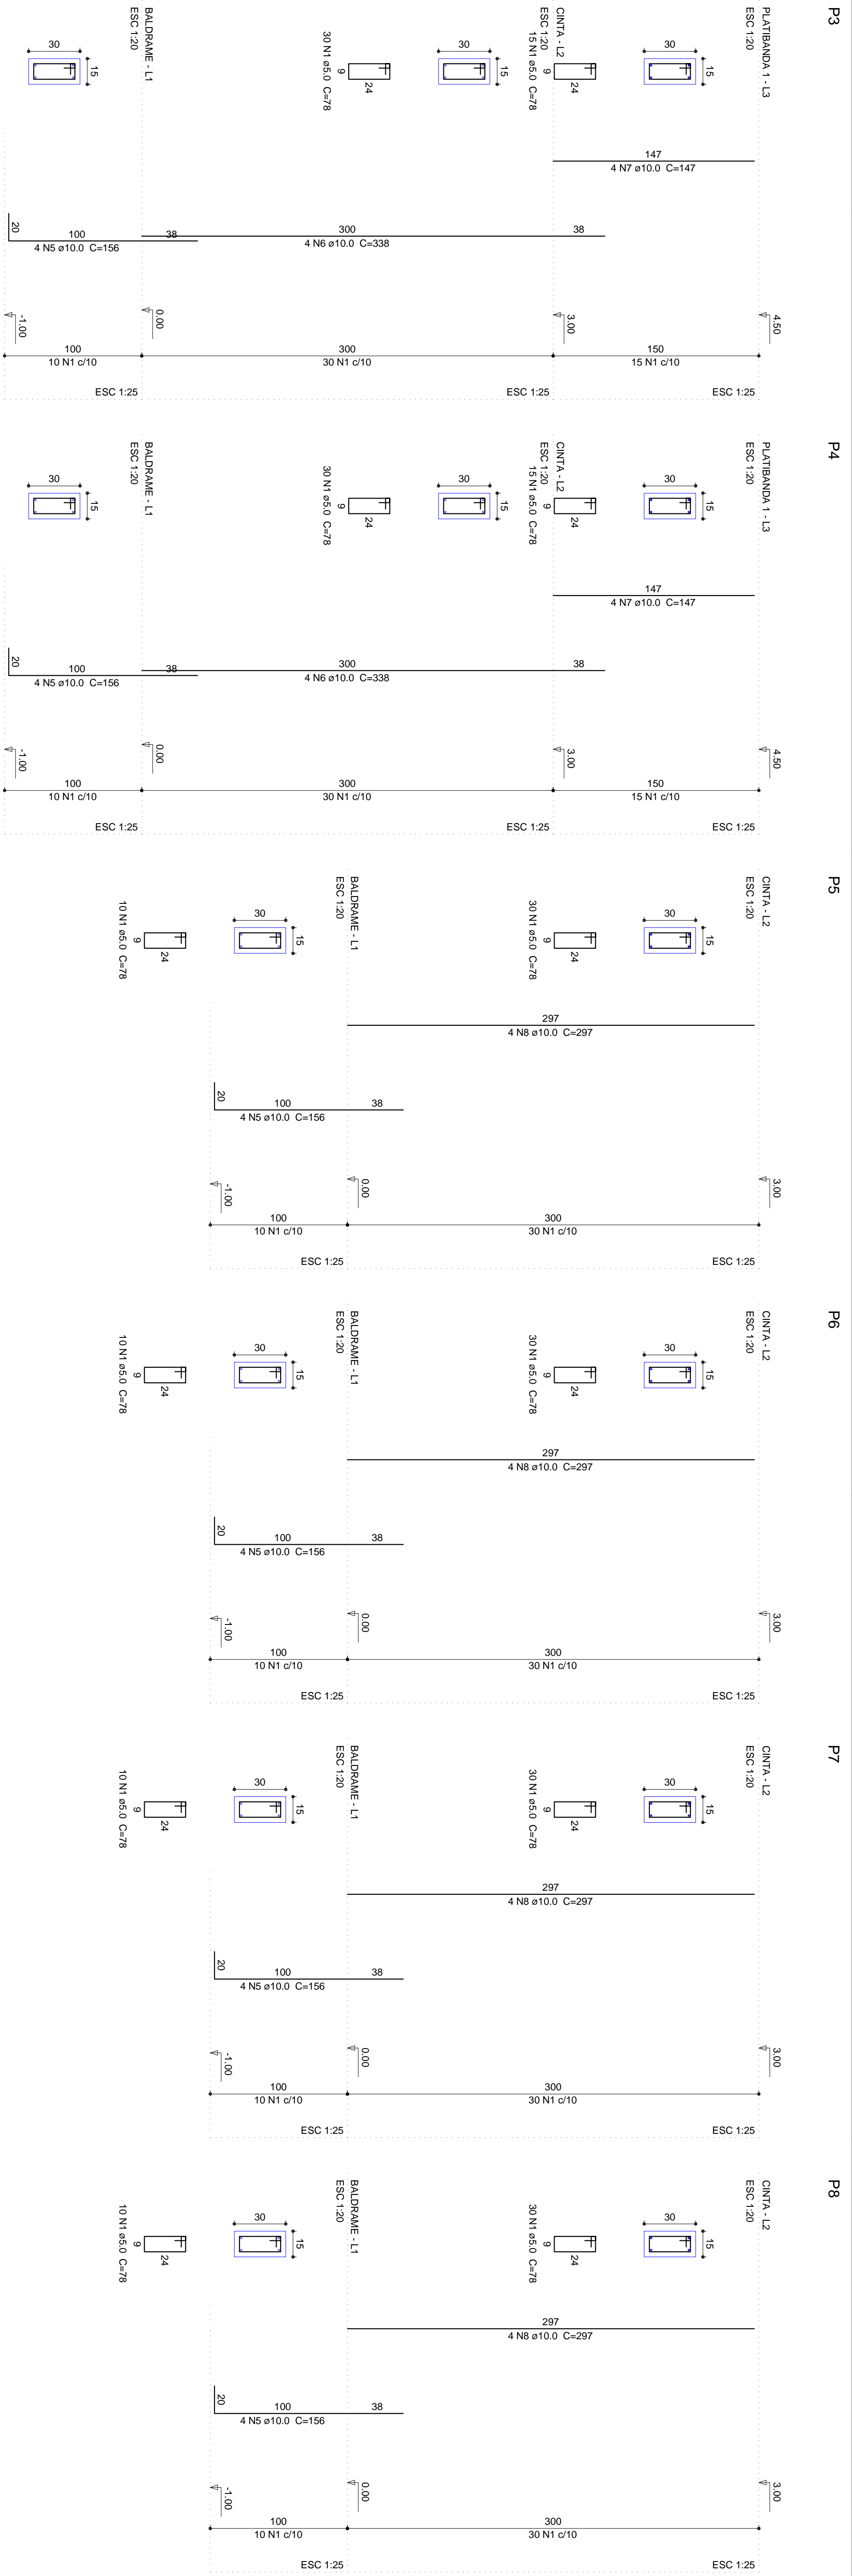 P3
PLATIBANDA 1 - L3
ESC 1:20
30
15
24
9
15 N1 ø5.0 C=78
147
4 N7 ø10.0 C=147
4.50
150
15 N1 c/10
ESC 1:25
CINTA - L2
ESC 1:20
30
15
24
9
30 N1 ø5.0 C=78
38
300
4 N6 ø10.0 C=338
3.00
300
30 N1 c/10
ESC 1:25
BALDRAME - L1
ESC 1:20
30
15
38
100
20
4 N5 ø10.0 C=156
0.00
-1.00
100
10 N1 c/10
ESC 1:25
P4
PLATIBANDA 1 - L3
ESC 1:20
30
15
24
9
15 N1 ø5.0 C=78
147
4 N7 ø10.0 C=147
4.50
150
15 N1 c/10
ESC 1:25
CINTA - L2
ESC 1:20
30
15
24
9
30 N1 ø5.0 C=78
38
300
4 N6 ø10.0 C=338
3.00
300
30 N1 c/10
ESC 1:25
BALDRAME - L1
ESC 1:20
30
15
38
100
20
4 N5 ø10.0 C=156
0.00
-1.00
100
10 N1 c/10
ESC 1:25
P5
CINTA - L2
ESC 1:20
30
15
24
9
30 N1 ø5.0 C=78
297
4 N8 ø10.0 C=297
3.00
300
30 N1 c/10
ESC 1:25
BALDRAME - L1
ESC 1:20
30
15
24
9
10 N1 ø5.0 C=78
38
100
20
4 N5 ø10.0 C=156
0.00
-1.00
100
10 N1 c/10
ESC 1:25
P6
CINTA - L2
ESC 1:20
30
15
24
9
30 N1 ø5.0 C=78
297
4 N8 ø10.0 C=297
3.00
300
30 N1 c/10
ESC 1:25
BALDRAME - L1
ESC 1:20
30
15
24
9
10 N1 ø5.0 C=78
38
100
20
4 N5 ø10.0 C=156
0.00
-1.00
100
10 N1 c/10
ESC 1:25
P7
CINTA - L2
ESC 1:20
30
15
24
9
30 N1 ø5.0 C=78
297
4 N8 ø10.0 C=297
3.00
300
30 N1 c/10
ESC 1:25
BALDRAME - L1
ESC 1:20
30
15
24
9
10 N1 ø5.0 C=78
38
100
20
4 N5 ø10.0 C=156
0.00
-1.00
100
10 N1 c/10
ESC 1:25
P8
CINTA - L2
ESC 1:20
30
15
24
9
30 N1 ø5.0 C=78
297
4 N8 ø10.0 C=297
3.00
300
30 N1 c/10
ESC 1:25
BALDRAME - L1
ESC 1:20
30
15
24
9
10 N1 ø5.0 C=78
38
100
20
4 N5 ø10.0 C=156
0.00
-1.00
100
10 N1 c/10
ESC 1:25